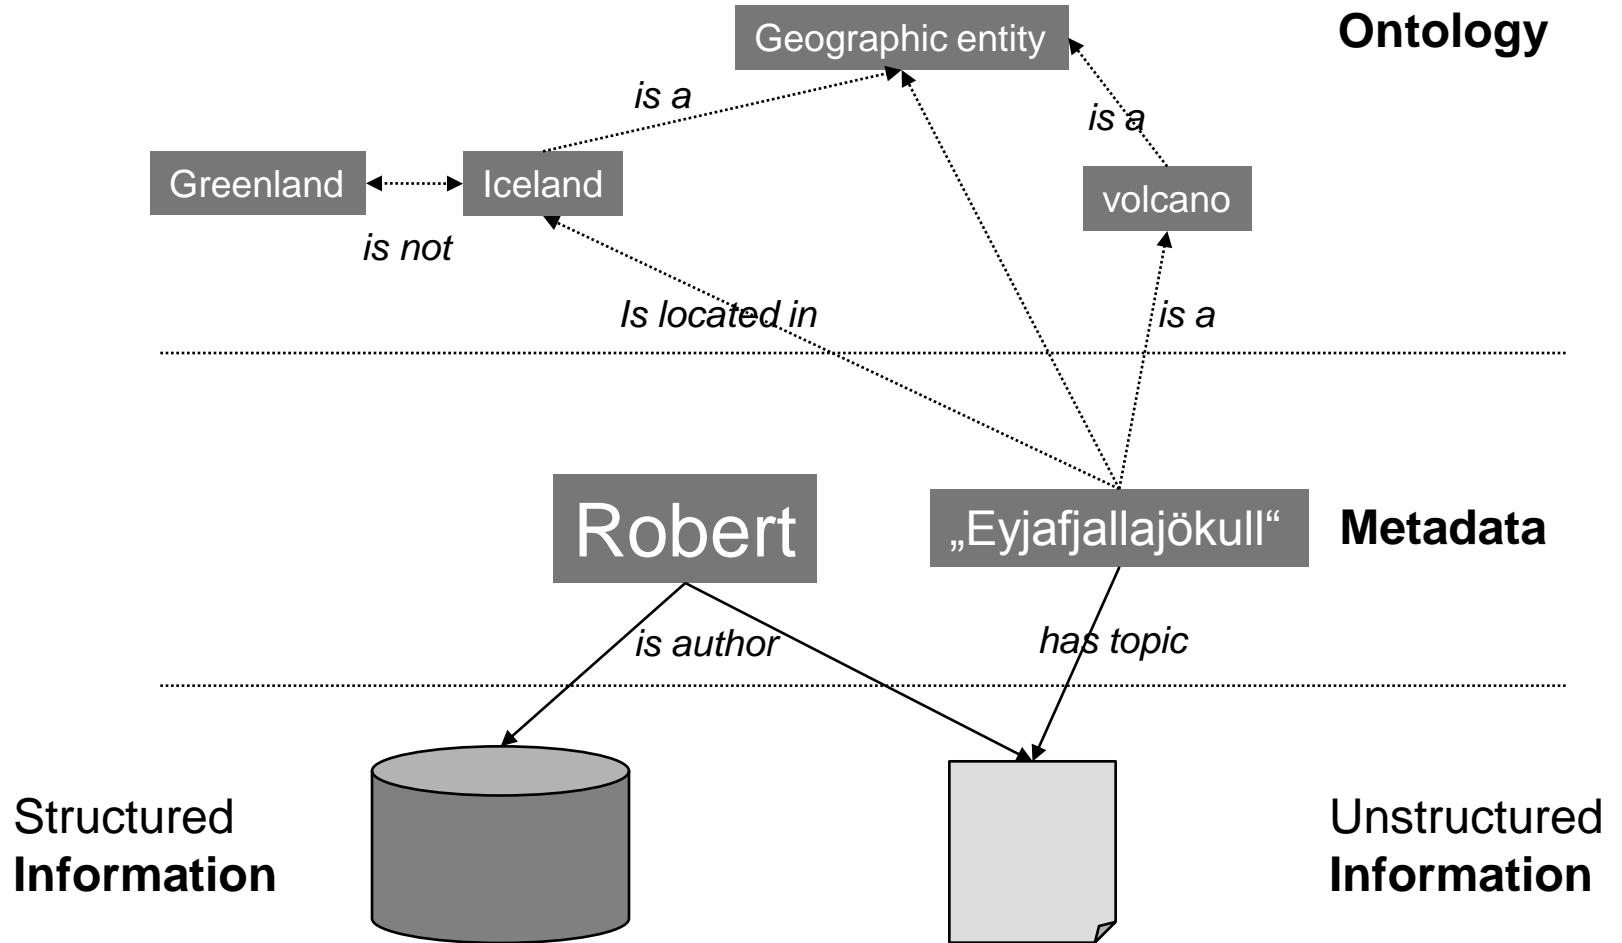 Geographic entity
Ontology
is a
is a
Greenland
Iceland
volcano
is not
Is located in
is a
Robert
„Eyjafjallajökull“
Metadata
is author
has topic
Structured
Information
Unstructured
Information